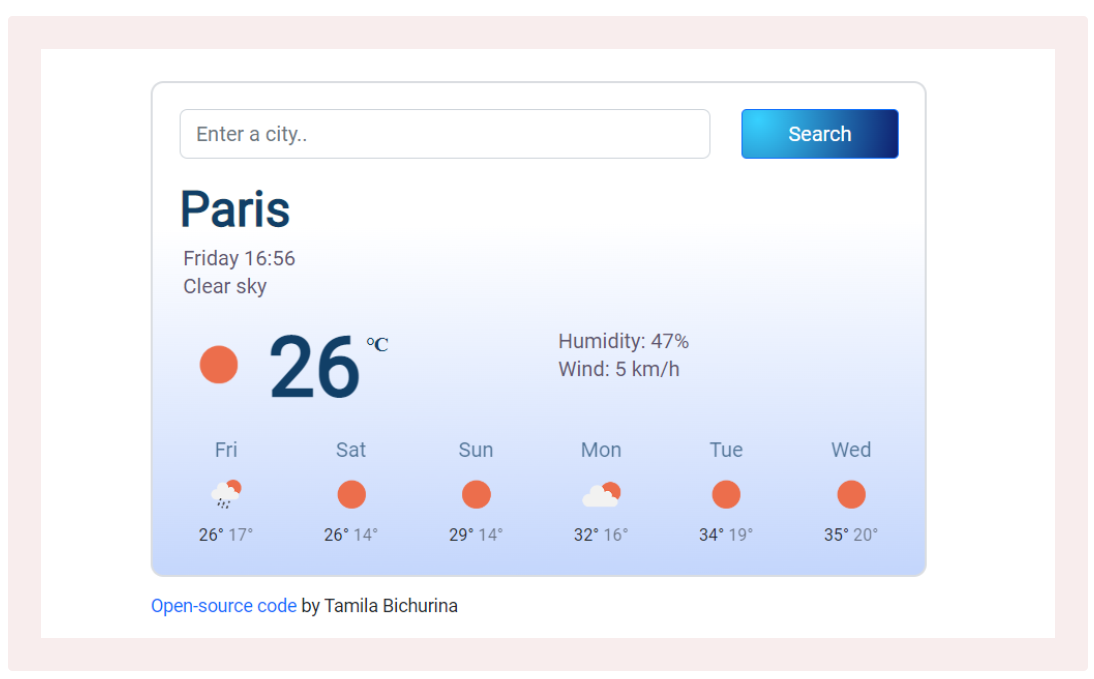 Enter a city..
Search
Paris
Friday 16:56
Clear sky
26 °C
Humidity: 47%
Wind: 5 km/h
Fri Sat Sun Mon Tue Wed
26° 17° 26° 14° 29° 14° 32° 16° 34° 19° 35° 20°
Open-source code by Tamila Bichurina